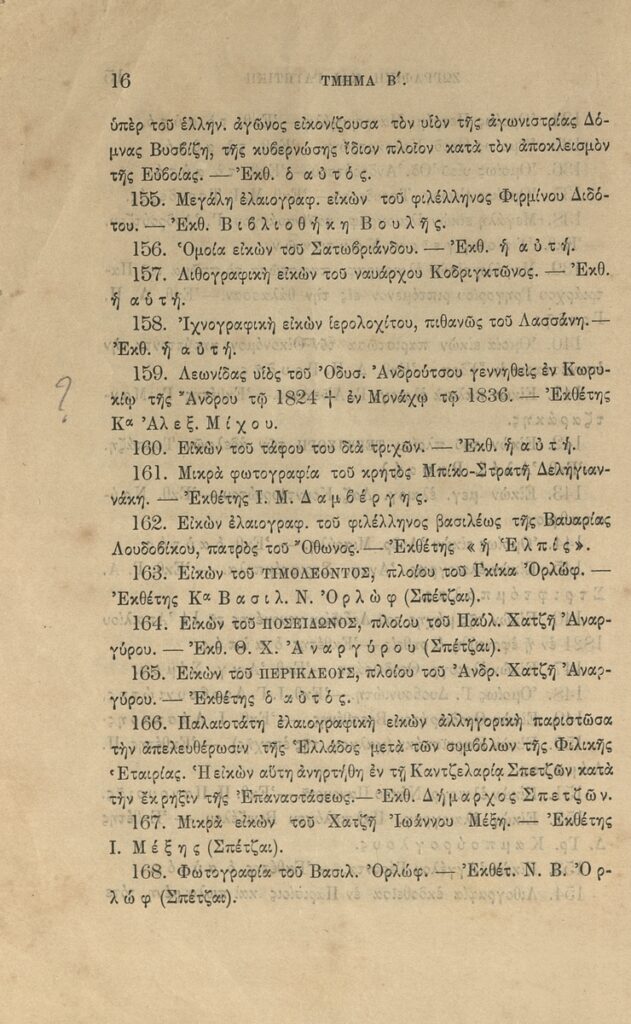 16 ΤΜΗΜΑ Β′.
ὑπὲρ τοῦ ἑλλην. ἀγῶνος εἰκονίζουσα τὸν υἱὸν τῆς ἀγωνιστρίας Δό-
μνας Βυσβίζη, τῆς κυβερνώσης ἴδιον πλοῖον κατὰ τὸν ἀποκλεισμὸν
τῆς Εὐβοίας. — Ἐκθ. ὁ αὐτός.
155. Μεγάλη ἐλαιογραφ. εἰκὼν τοῦ φιλέλληνος Φιρμίνου Διδό-
του. — Ἐκθ. Βιβλιοθήκη Βουλῆς.
156. Ὁμοία εἰκὼν τοῦ Σατωβριάνδου. — Ἐκθ. ἡ αὐτή.
157. Λιθογραφικὴ εἰκὼν τοῦ ναυάρχου Κοδριγκτῶνος. — Ἐκθ.
ἡ αὐτή.
158. Ἰχνογραφικὴ εἰκὼν ἱερολοχίτου, πιθανῶς τοῦ Λασσάνη. —
Ἐκθ. ἡ αὐτή.
159. Λεωνίδας υἱὸς τοῦ Ὀδυσ. Ἀνδρούτσου γεννηθεὶς ἐν Κωρυ-
?
κίῳ τῆς Ἄνδρου τῷ 1824 † ἐν Μονάχῳ τῷ 1836. — Ἐκθέτης
Κα Ἀλεξ. Μίχου.
160. Εἰκὼν τοῦ τάφου του διὰ τριχῶν. — Ἐκθ. ἡ αὐτή.
161. Μικρὰ φωτογραφία τοῦ κρητὸς Μπίκο-Στρατῆ Δεληγιαν-
νάκη. — Ἐκθέτης Ι. Μ. Δαμβέργης.
162. Εἰκὼν ἐλαιογραφ. τοῦ φιλέλληνος βασιλέως τῆς Βαυαρίας
Λουδοβίκου, πατρὸς τοῦ Ὄθωνος. — Ἐκθέτης «ἡ Ἐλπίς».
163. Εἰκὼν τοῦ ΤΙΜΟΛΕΟΝΤΟΣ, πλοίου τοῦ Γκίκα Ὀρλώφ. —
Ἐκθέτης Κα Βασιλ. Ν. Ὀρλὼφ (Σπέτζαι).
164. Εἰκὼν τοῦ ΠΟΣΕΙΔΩΝΟΣ, πλοίου τοῦ Παύλ. Χατζῆ Ἀναρ-
γύρου. — Ἐκθ. Θ. Χ. Ἀναργύρου (Σπέτζαι).
165. Εἰκὼν τοῦ ΠΕΡΙΚΛΕΟΥΣ, πλοίου τοῦ Ἀνδρ. Χατζῆ Ἀναρ-
γύρου. — Ἐκθέτης ὁ αὐτός.
166. Παλαιοτάτη ἐλαιογραφικὴ εἰκὼν ἀλληγορικὴ παριστῶσα
τὴν ἀπελευθέρωσιν τῆς Ἑλλάδος μετὰ τῶν συμβόλων τῆς Φιλικῆς
Ἑταιρίας. Ἡ εἰκὼν αὕτη ἀνηρτήθη ἐν τῇ Καντζελαρίᾳ Σπετζῶν κατὰ
τὴν ἔκρηξιν τῆς Ἐπαναστάσεως. — Ἐκθ. Δήμαρχος Σπετζῶν.
167. Μικρὰ εἰκὼν τοῦ Χατζῆ Ἰωάννου Μέξη. — Ἐκθέτης
Ι. Μέξης (Σπέτζαι).
168. Φωτογραφία τοῦ Βασιλ. Ὀρλώφ. — Ἐκθέτ. Ν. Β. Ὀρ-
λὼφ (Σπέτζαι).